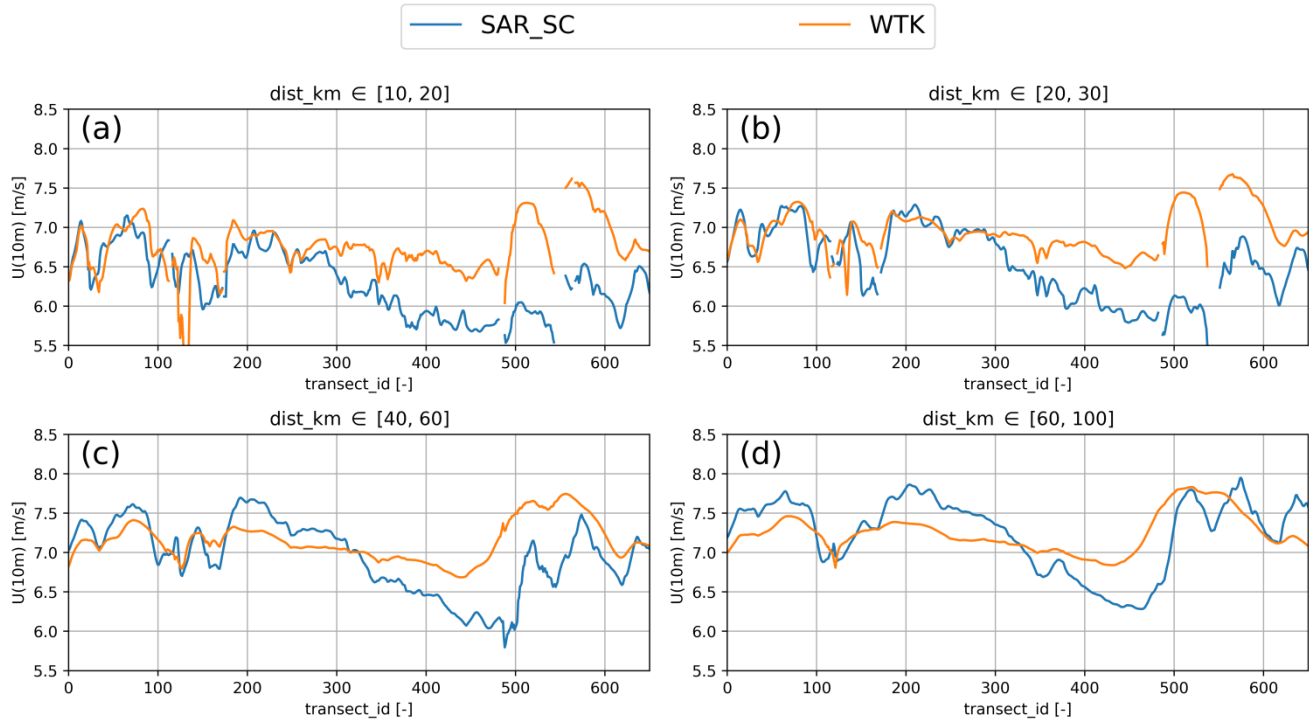 SAR_SC WTK
dist_km ∈ [10, 20]
(a)
8.5
8.0
7.5
7.0
6.5
6.0
5.5
U(10m) [m/s]
0 100 200 300 400 500 600
transect_id [-]
dist_km ∈ [20, 30]
(b)
8.5
8.0
7.5
7.0
6.5
6.0
5.5
U(10m) [m/s]
0 100 200 300 400 500 600
transect_id [-]
dist_km ∈ [40, 60]
(c)
8.5
8.0
7.5
7.0
6.5
6.0
5.5
U(10m) [m/s]
0 100 200 300 400 500 600
transect_id [-]
dist_km ∈ [60, 100]
(d)
8.5
8.0
7.5
7.0
6.5
6.0
5.5
U(10m) [m/s]
0 100 200 300 400 500 600
transect_id [-]